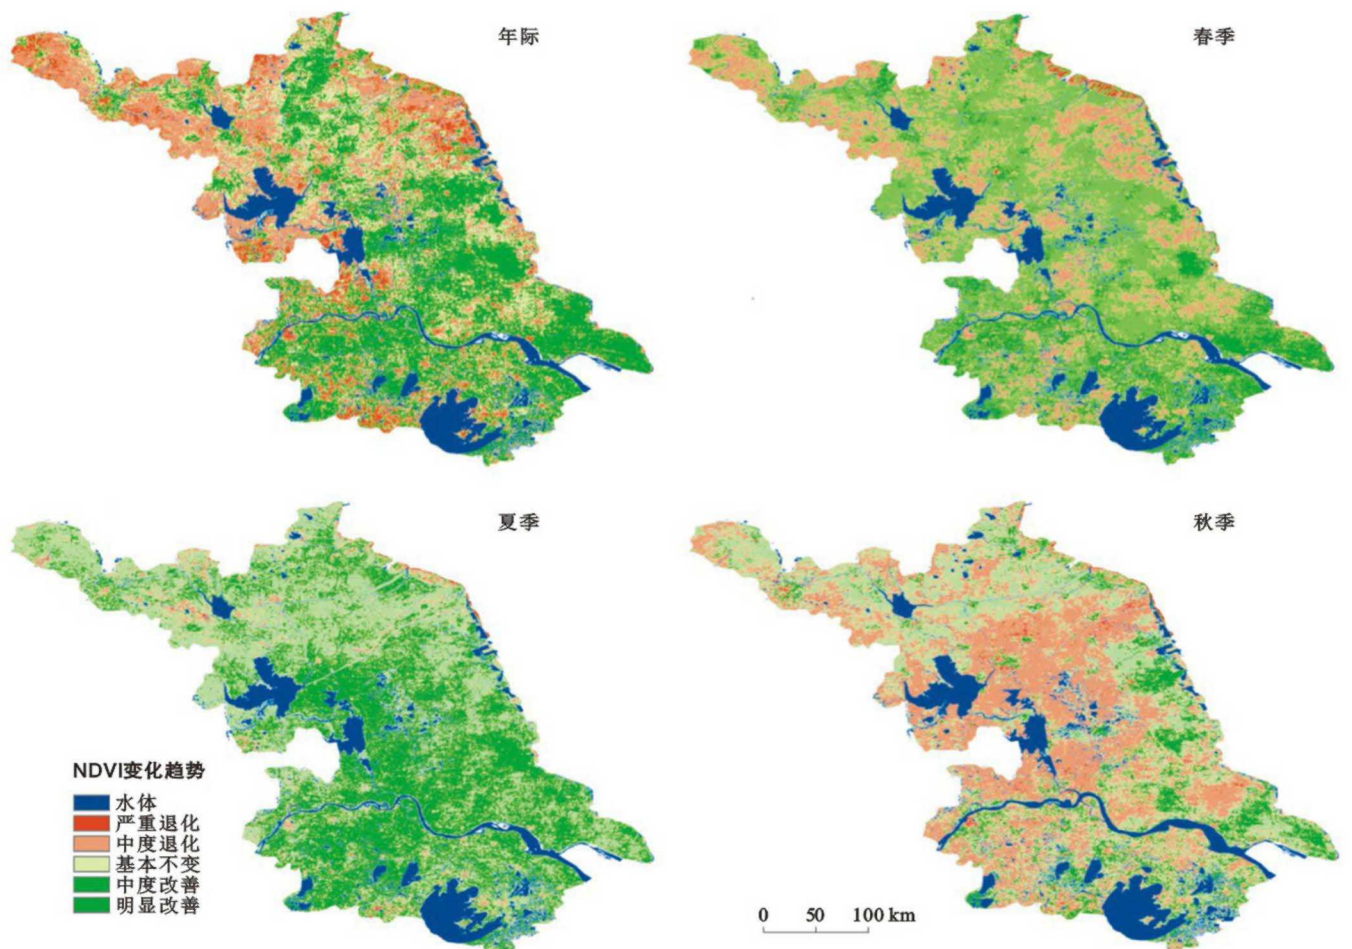 年际
春季
夏季
秋季
NDVI变化趋势
水体
严重退化
中度退化
基本不变
中度改善
明显改善
0 50 100 km